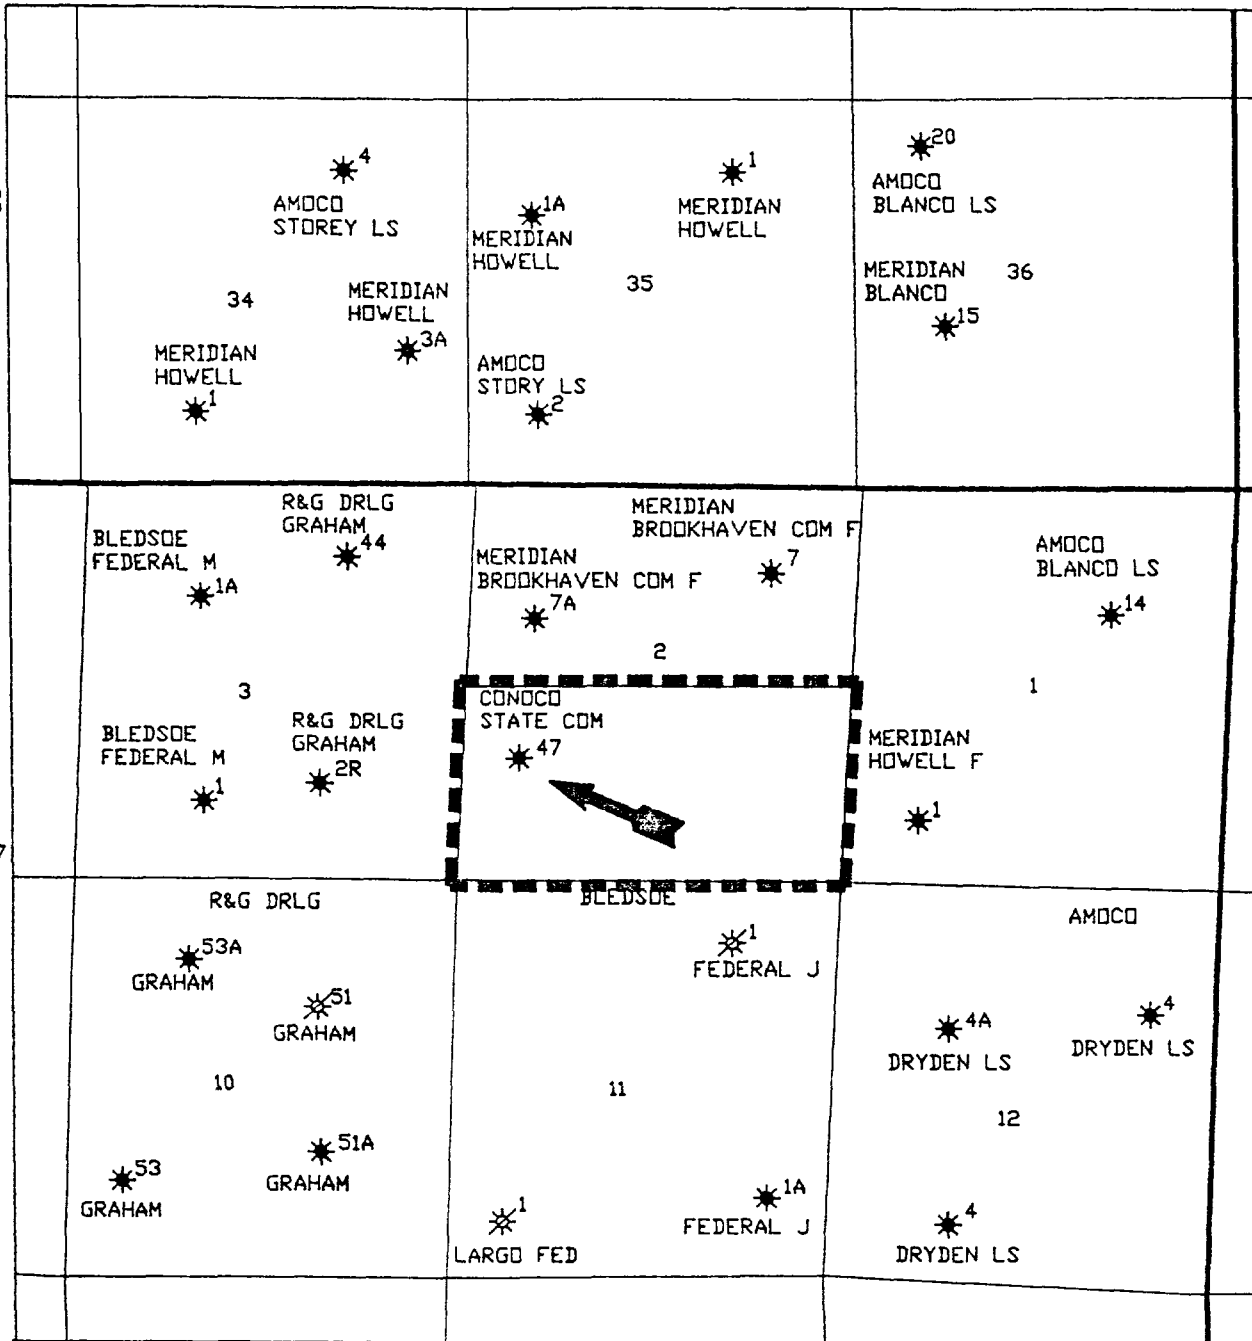 4
AMOCO
STOREY LS
34
MERIDIAN
HOWELL
3A
MERIDIAN
HOWELL
1
1A
MERIDIAN
HOWELL
1
MERIDIAN
HOWELL
35
AMOCO
STORY LS
2
20
AMOCO
BLANCO LS
MERIDIAN
BLANCO
36
15
BLEDSOE
FEDERAL M
1A
R&G DRLG
GRAHAM
44
3
BLEDSOE
FEDERAL M
1
R&G DRLG
GRAHAM
2R
MERIDIAN
BROOKHAVEN COM F
7
MERIDIAN
BROOKHAVEN COM F
7A
2
CONOCO
STATE COM
47
AMOCO
BLANCO LS
14
1
MERIDIAN
HOWELL F
1
7
R&G DRLG
53A
GRAHAM
51
GRAHAM
10
51A
GRAHAM
53
GRAHAM
BLEDSOE
1
FEDERAL J
11
1
LARGO FED
1A
FEDERAL J
AMOCO
4A
DRYDEN LS
4
DRYDEN LS
12
4
DRYDEN LS